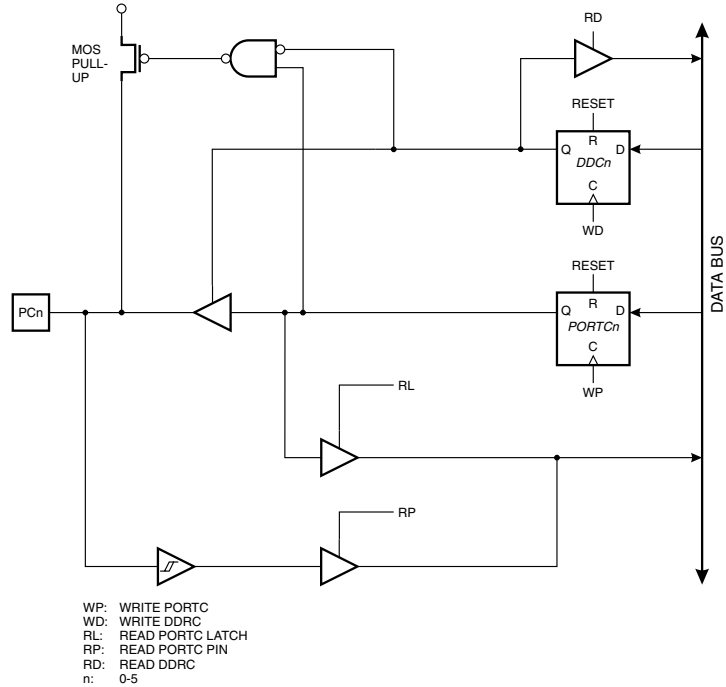 RD
MOS
PULL-
UP
RESET
R
Q
D
DDCn
C
WD
DATA BUS
RESET
R
PCn
Q
D
PORTCn
C
WP
RL
RP
WP: WRITE PORTC
WD: WRITE DDRC
RL: READ PORTC LATCH
RP: READ PORTC PIN
RD: READ DDRC
n: 0-5